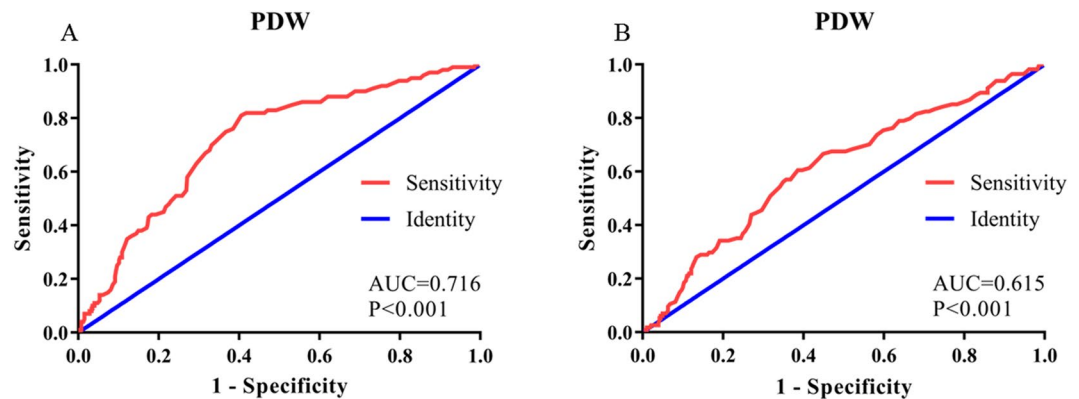 A
PDW
1.0
0.8
0.6
0.4
0.2
0.0
Sensitivity
Sensitivity
Identity
AUC=0.716
P<0.001
0.0 0.2 0.4 0.6 0.8 1.0
1 - Specificity
B
PDW
1.0
0.8
0.6
0.4
0.2
0.0
Sensitivity
Sensitivity
Identity
AUC=0.615
P<0.001
0.0 0.2 0.4 0.6 0.8 1.0
1 - Specificity